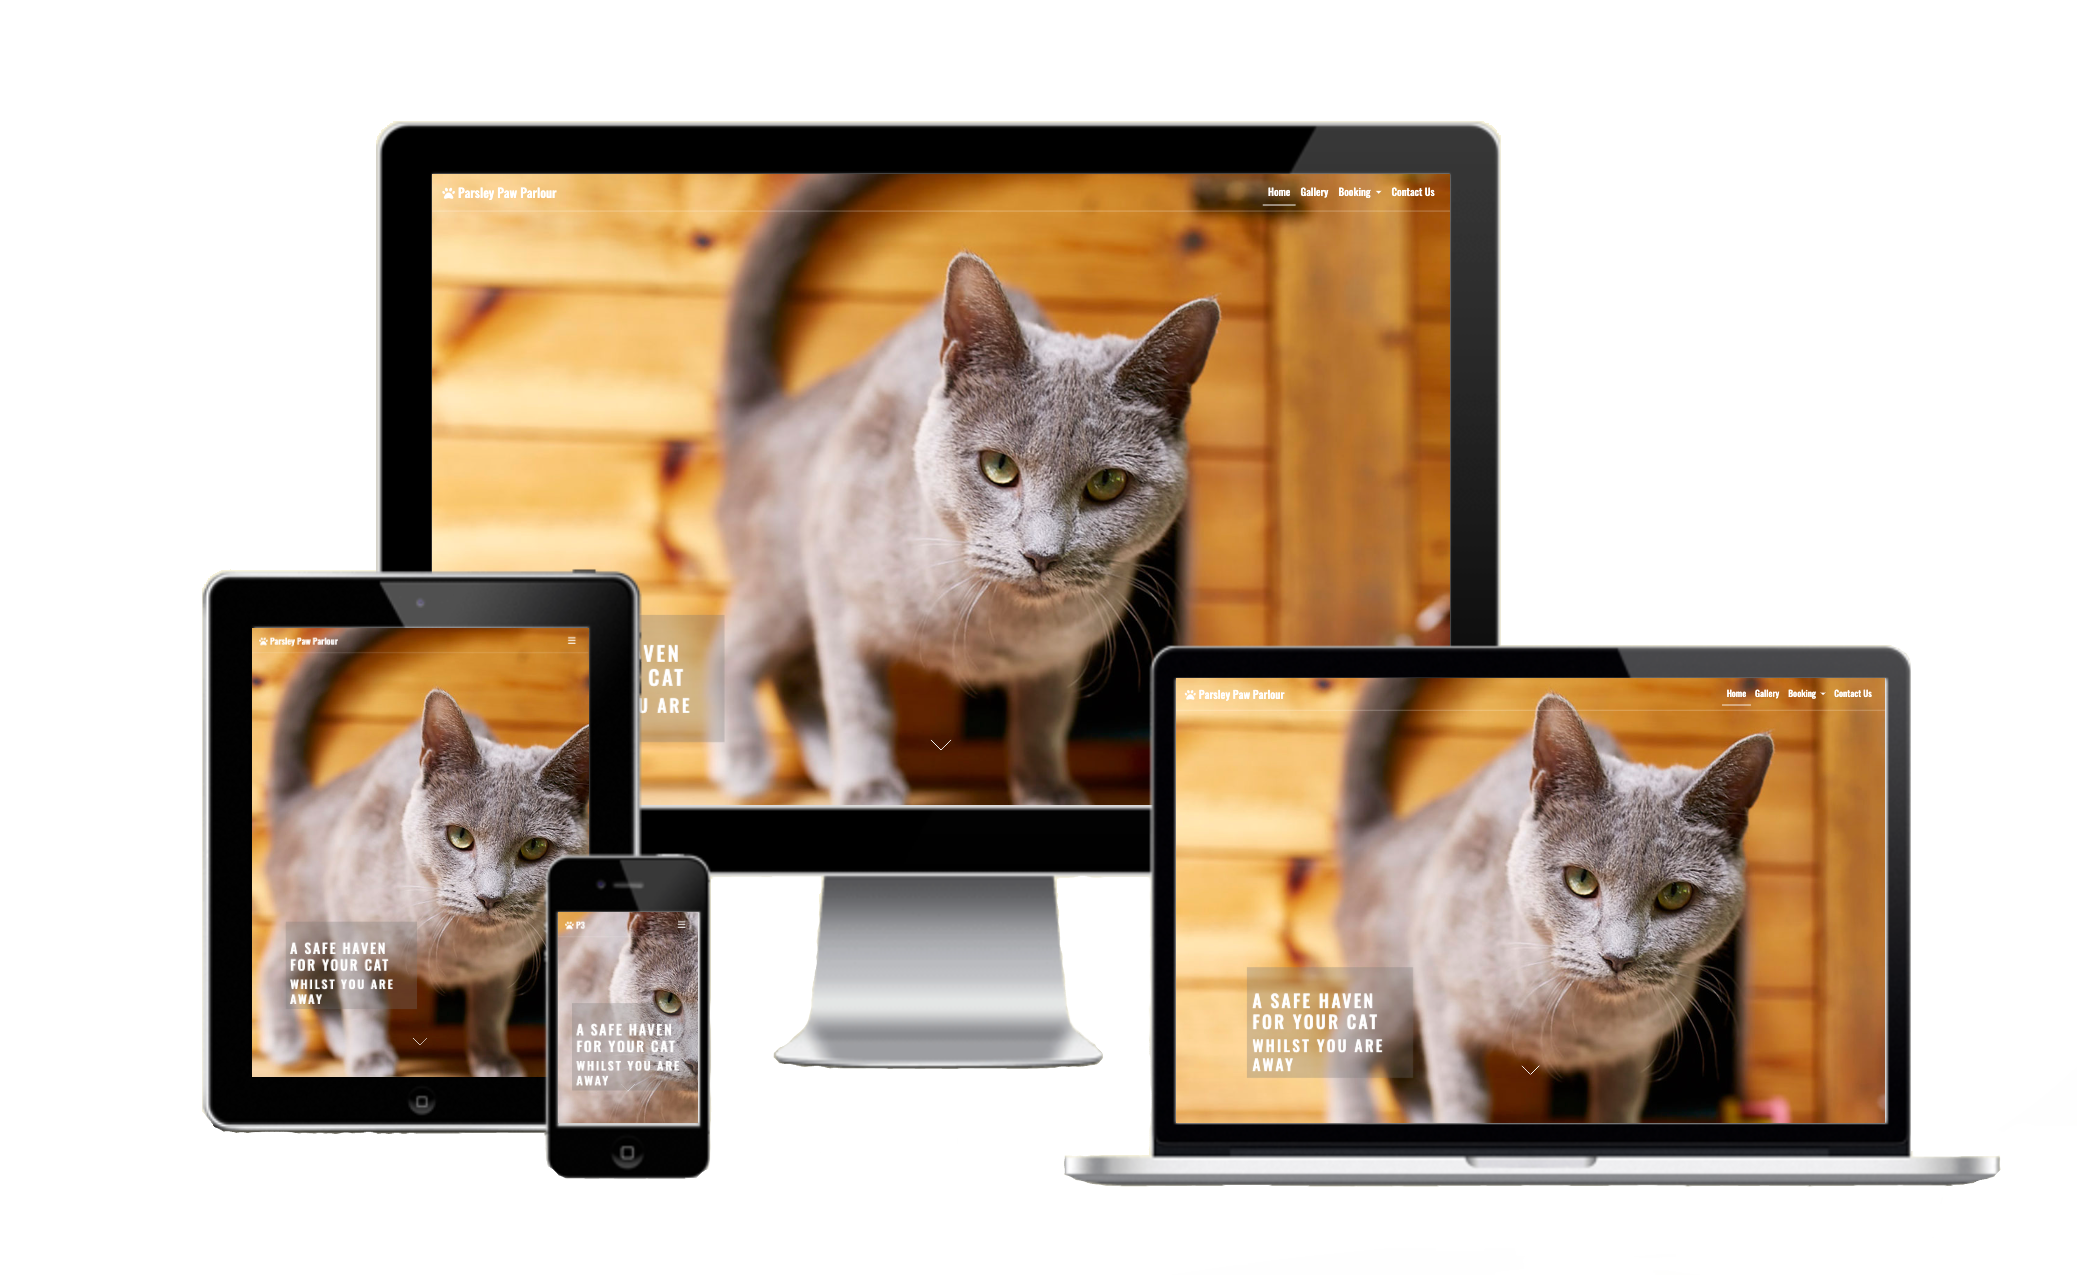 Parsley Paw Parlour
Home Gallery Booking Contact Us
VEN
CAT
U ARE
Parsley Paw Parlour
A SAFE HAVEN
FOR YOUR CAT
WHILST YOU ARE
AWAY
P3
A SAFE HAVEN
FOR YOUR CAT
WHILST YOU ARE
AWAY
Parsley Paw Parlour
Home Gallery Booking Contact Us
A SAFE HAVEN
FOR YOUR CAT
WHILST YOU ARE
AWAY